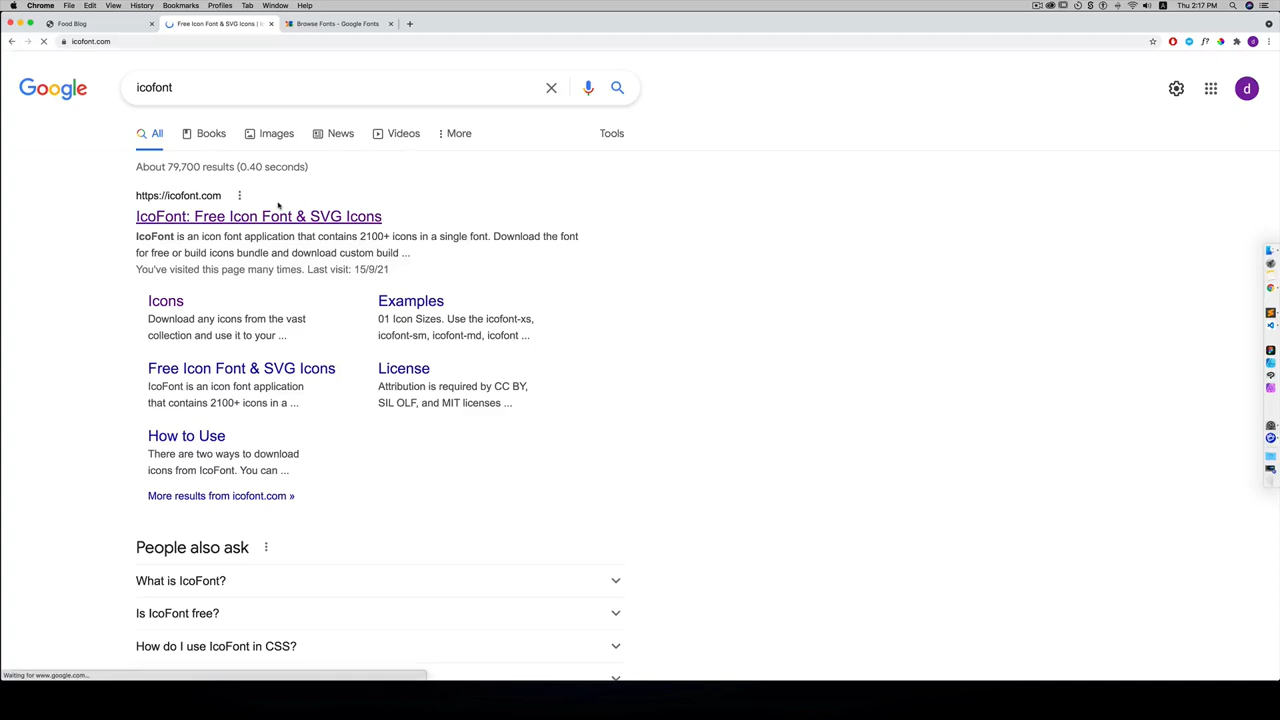 Chrome File Edit View History Bookmarks Profiles Tab Window Help
A Thu 2:17 PM
Food Blog
Free Icon Font & SVG Icons | Ic
Browse Fonts - Google Fonts
icofont.com
Google
icofont
d
All Books Images News Videos More Tools
About 79,700 results (0.40 seconds)
https://icofont.com
IcoFont: Free Icon Font & SVG Icons
IcoFont is an icon font application that contains 2100+ icons in a single font. Download the font
for free or build icons bundle and download custom build ...
You've visited this page many times. Last visit: 15/9/21
Icons
Download any icons from the vast
collection and use it to your ...
Examples
01 Icon Sizes. Use the icofont-xs,
icofont-sm, icofont-md, icofont ...
Free Icon Font & SVG Icons
IcoFont is an icon font application
that contains 2100+ icons in a ...
License
Attribution is required by CC BY,
SIL OLF, and MIT licenses ...
How to Use
There are two ways to download
icons from IcoFont. You can ...
More results from icofont.com »
People also ask
What is IcoFont?
Is IcoFont free?
How do I use IcoFont in CSS?
Waiting for www.google.com...